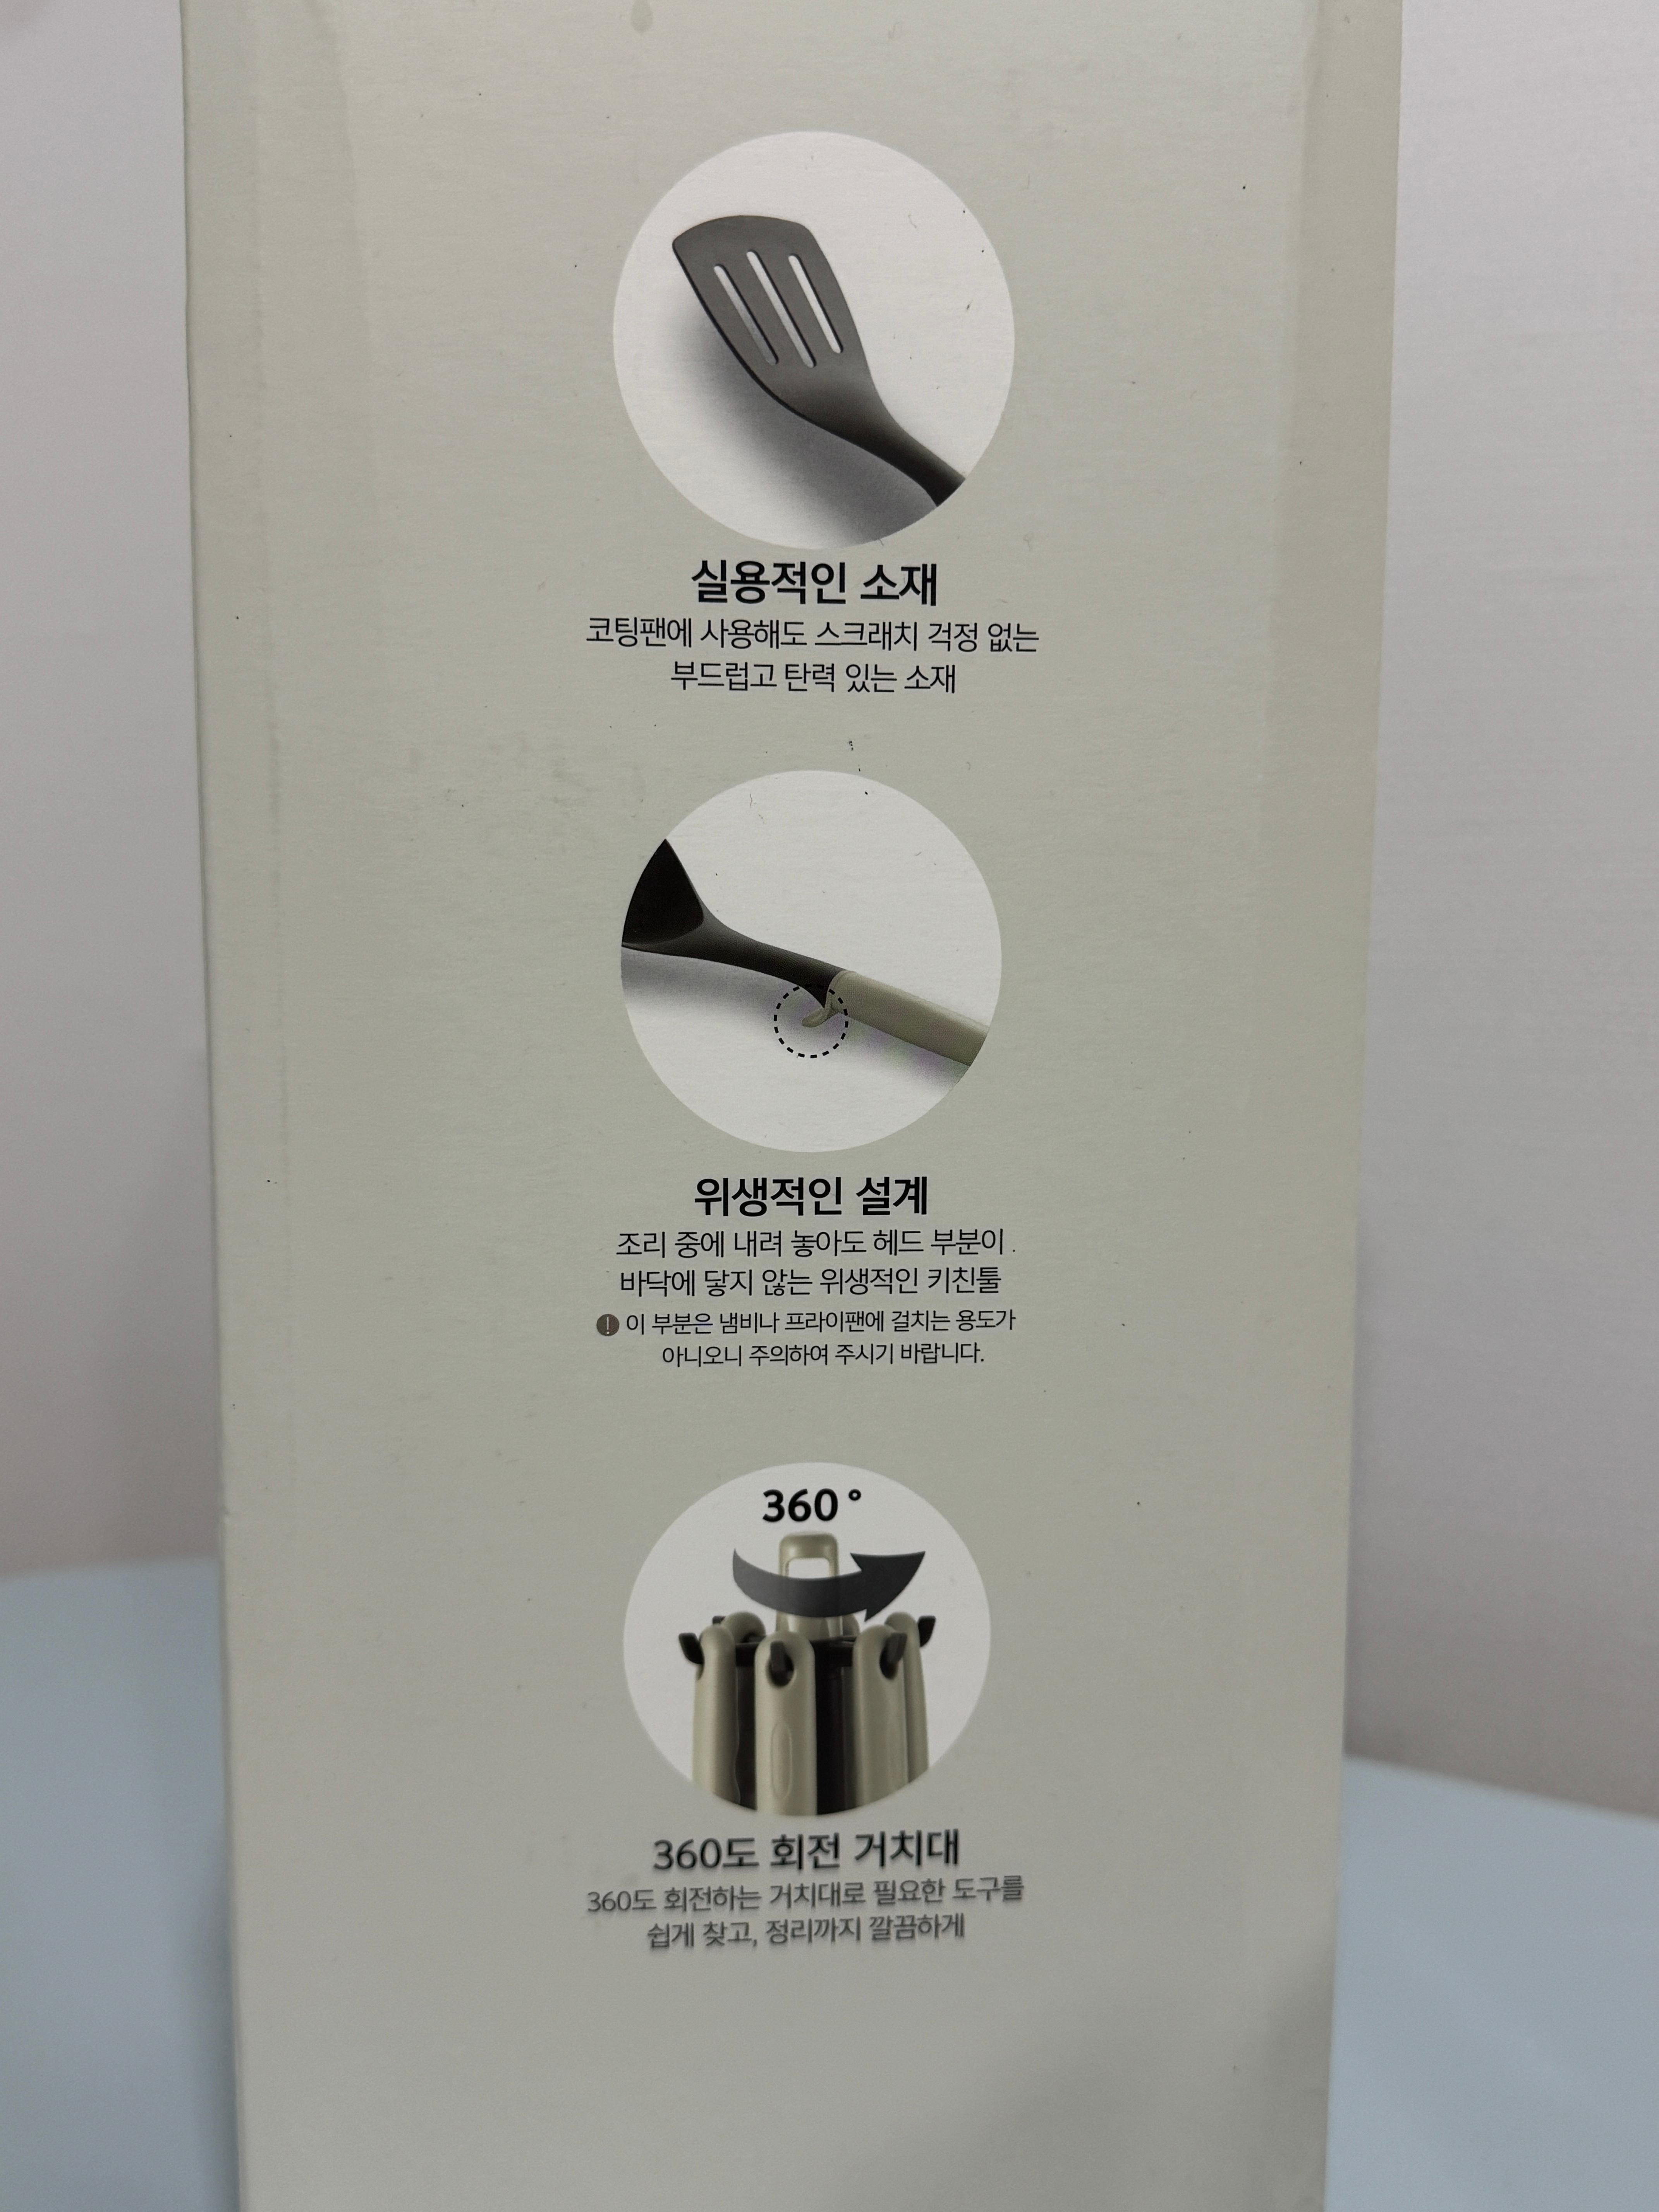 실용적인 소재
코팅팬에 사용해도 스크래치 걱정 없는
부드럽고 탄력 있는 소재
위생적인 설계
조리 중에 내려 놓아도 헤드 부분이
바닥에 닿지 않는 위생적인 키친툴
! 이 부분은 냄비나 프라이팬에 걸치는 용도가
아니오니 주의하여 주시기 바랍니다.
360°
360도 회전 거치대
360도 회전하는 거치대로 필요한 도구를
쉽게 찾고, 정리까지 깔끔하게